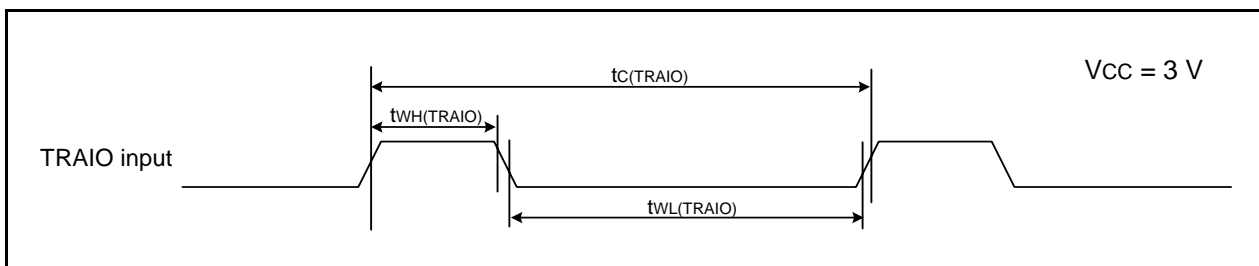 tC(TRAIO)
VCC = 3 V
tWH(TRAIO)
TRAIO input
tWL(TRAIO)